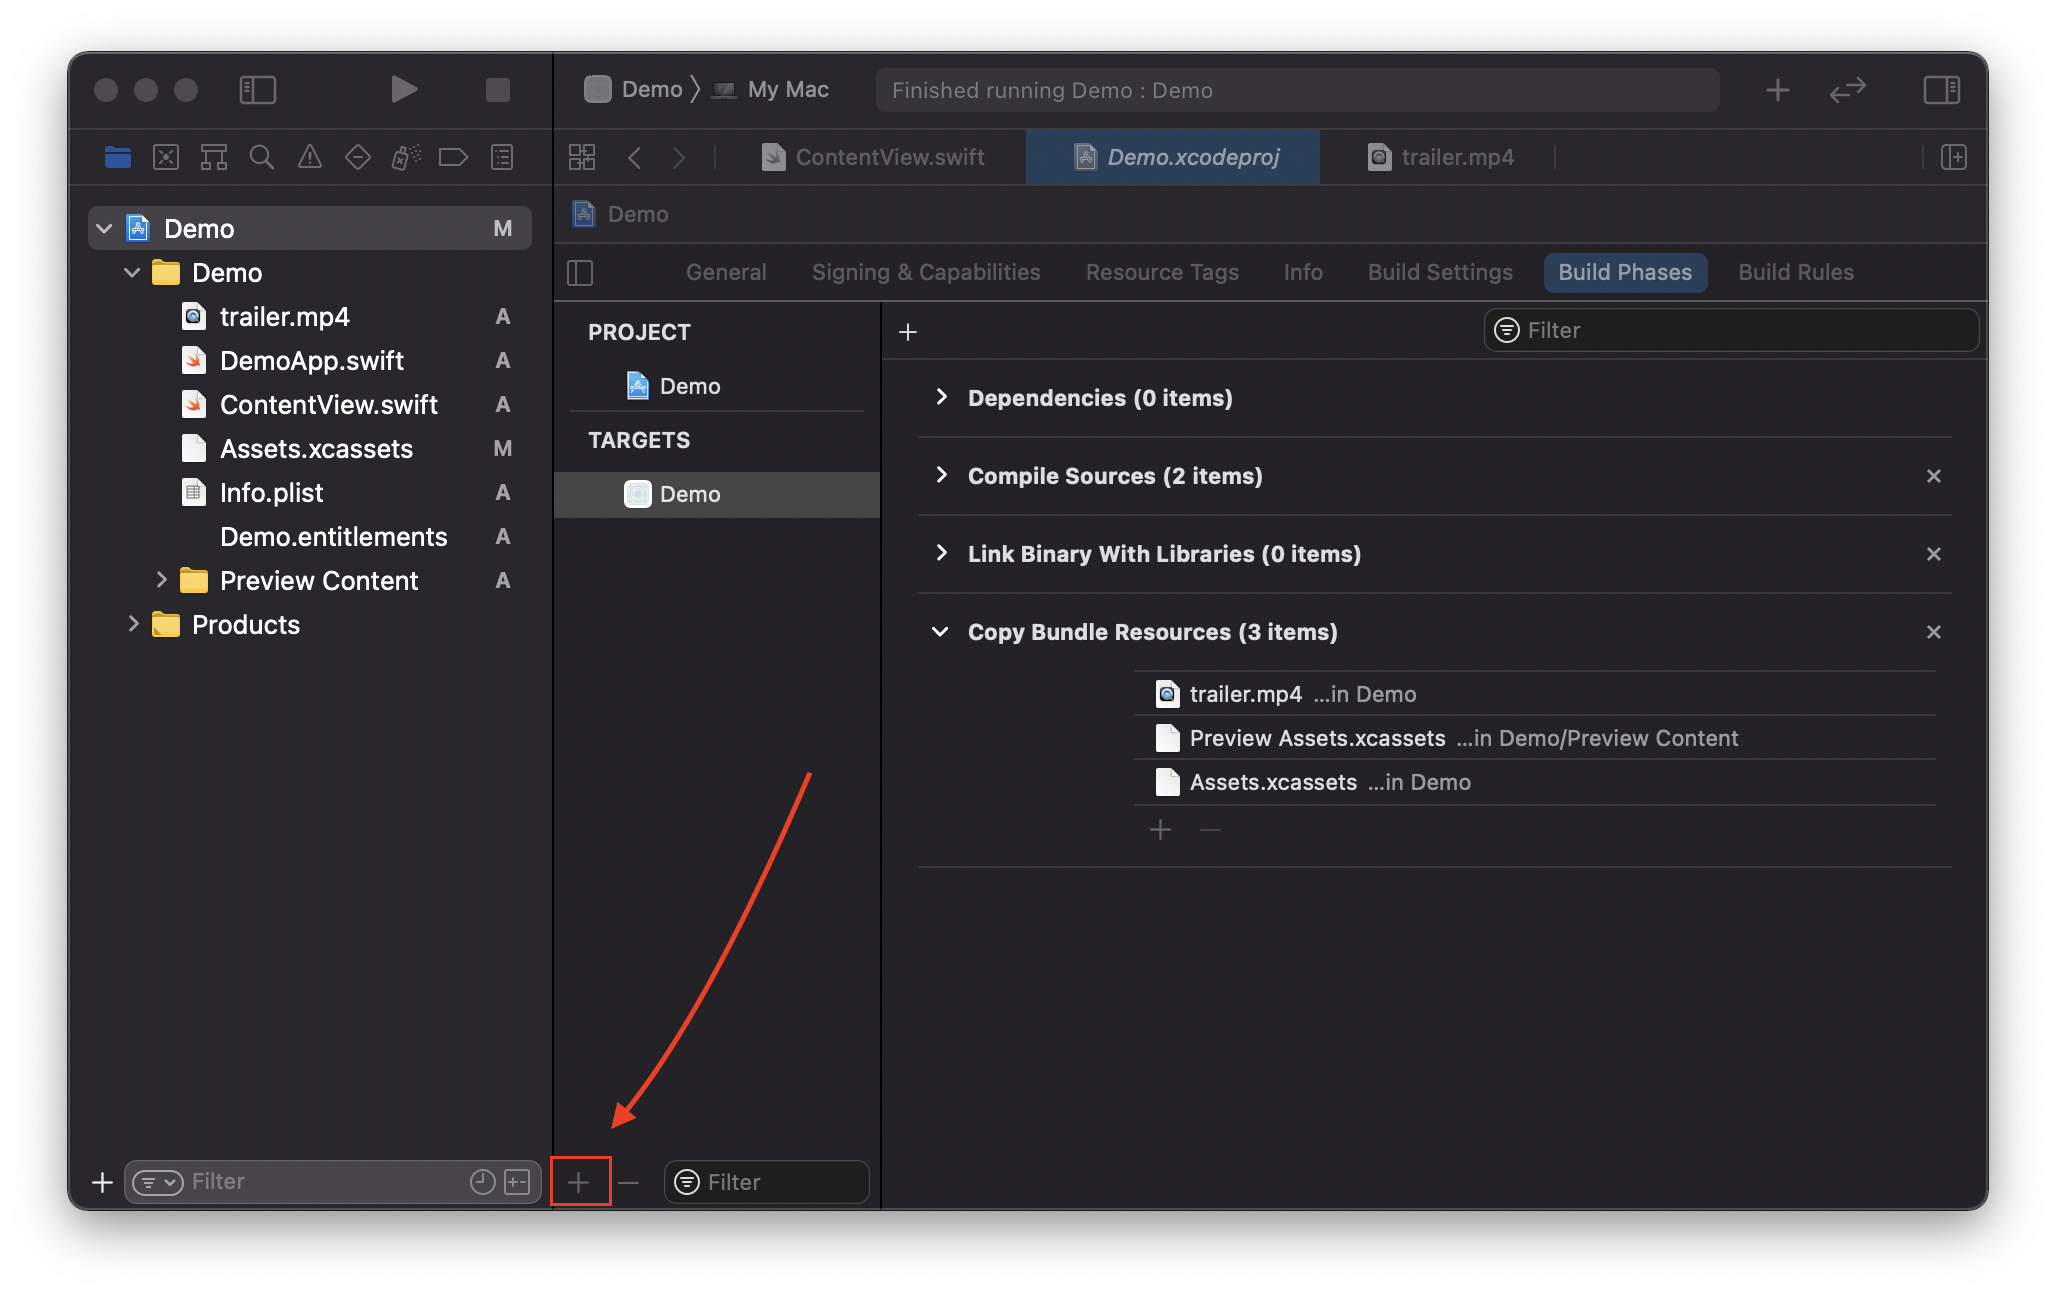 Demo 〉 My Mac
Finished running Demo : Demo
ContentView.swift
Demo.xcodeproj
trailer.mp4
Demo M
Demo
trailer.mp4 A
DemoApp.swift A
ContentView.swift A
Assets.xcassets M
Info.plist A
Demo.entitlements A
Preview Content A
Products
Filter
Demo
General
Signing & Capabilities
Resource Tags
Info
Build Settings
Build Phases
Build Rules
PROJECT
Demo
TARGETS
Demo
Filter
Filter
Dependencies (0 items)
Compile Sources (2 items)
Link Binary With Libraries (0 items)
Copy Bundle Resources (3 items)
trailer.mp4 ...in Demo
Preview Assets.xcassets ...in Demo/Preview Content
Assets.xcassets ...in Demo